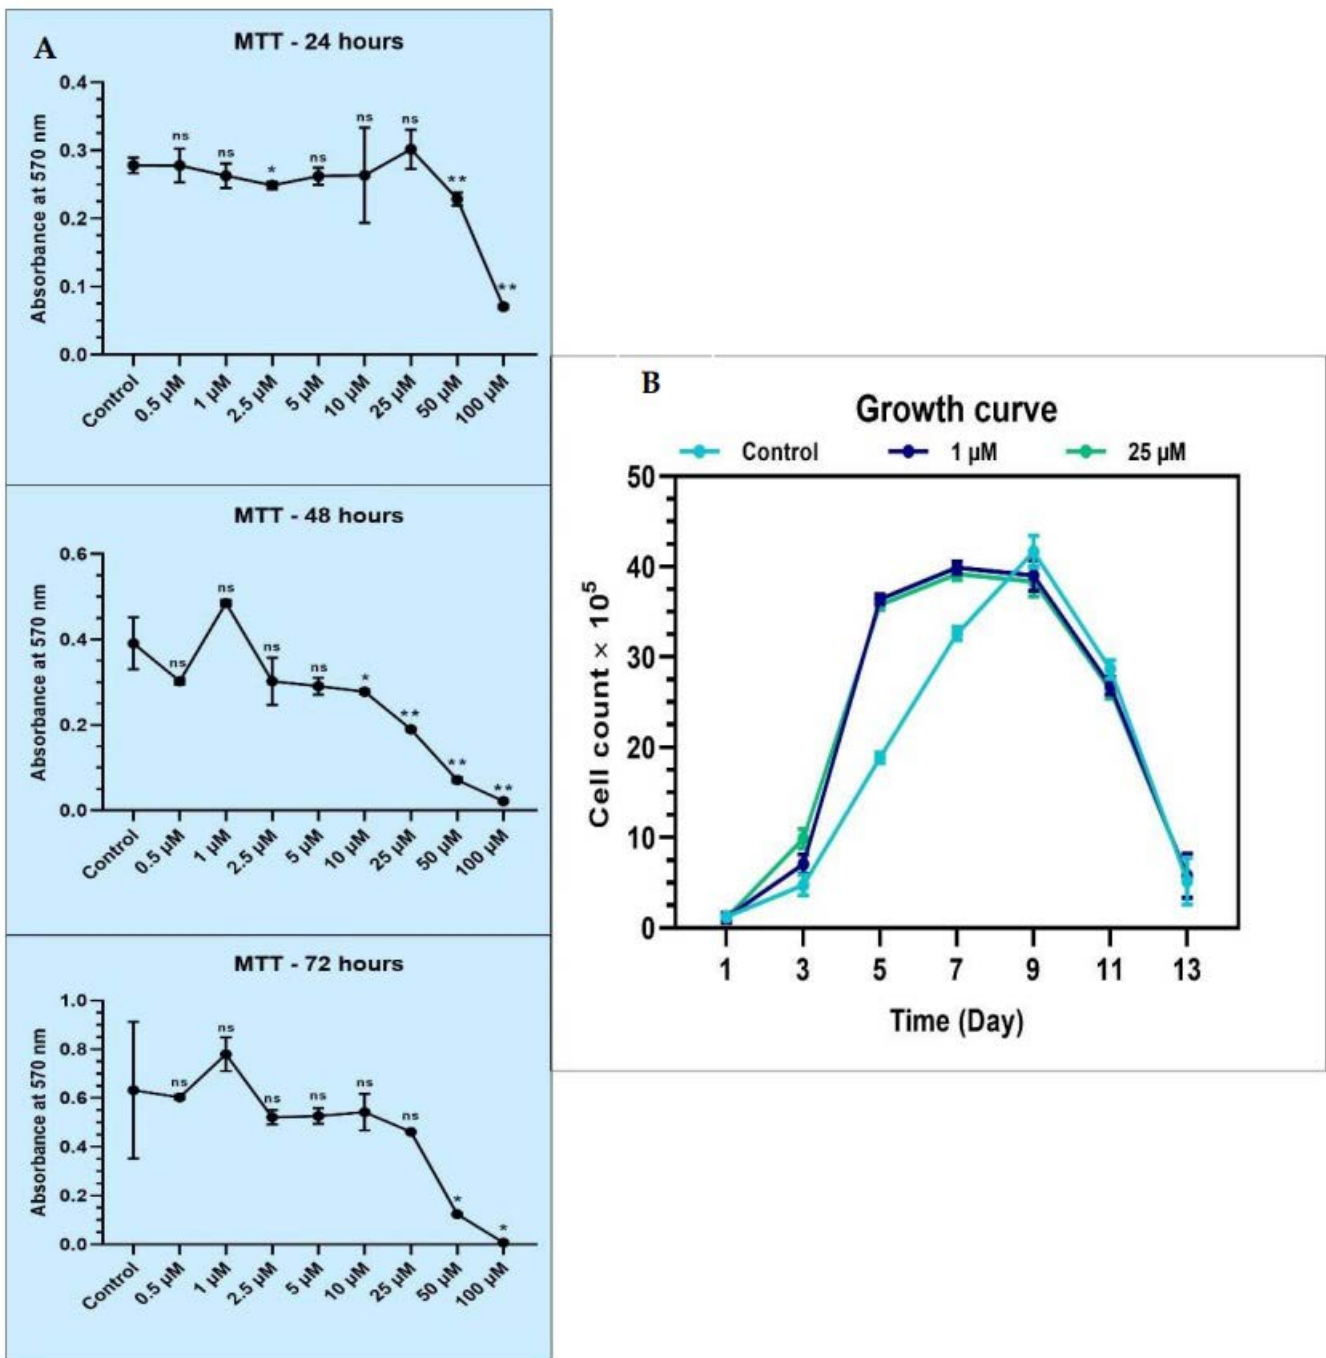 A
MTT - 24 hours
Absorbance at 570 nm
0.4
0.3
0.2
0.1
0.0
ns
ns
*
ns
ns
ns
**
**
Control
0.5 µM
1 µM
2.5 µM
5 µM
10 µM
25 µM
50 µM
100 µM
MTT - 48 hours
Absorbance at 570 nm
0.6
0.4
0.2
0.0
ns
ns
ns
ns
*
**
**
**
Control
0.5 µM
1 µM
2.5 µM
5 µM
10 µM
25 µM
50 µM
100 µM
MTT - 72 hours
Absorbance at 570 nm
1.0
0.8
0.6
0.4
0.2
0.0
ns
ns
ns
ns
ns
ns
*
*
Control
0.5 µM
1 µM
2.5 µM
5 µM
10 µM
25 µM
50 µM
100 µM
B
Growth curve
Control 1 µM 25 µM
Cell count × 10⁵
50
40
30
20
10
0
1 3 5 7 9 11 13
Time (Day)